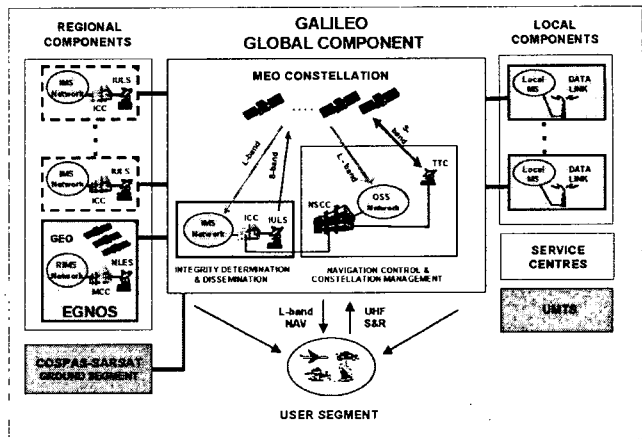 REGIONAL
COMPONENTS
IMS
Network
IULS
ICC
IMS
Network
IULS
ICC
GEO
RIMS
Network
NLES
MCC
EGNOS
COSPAS-SARSAT
GROUND SEGMENT
GALILEO
GLOBAL COMPONENT
MEO CONSTELLATION
L-band
S-band
L - band
S-
band
TTC
OSS
Network
NSCC
IMS
Network
ICC
IULS
INTEGRITY DETERMINATION
& DISSEMINATION
NAVIGATION CONTROL &
CONSTELLATION MANAGEMENT
L-band
NAV
UHF
S&R
USER SEGMENT
LOCAL
COMPONENTS
Local
MS
DATA
LINK
Local
MS
DATA
LINK
SERVICE
CENTRES
UMTS